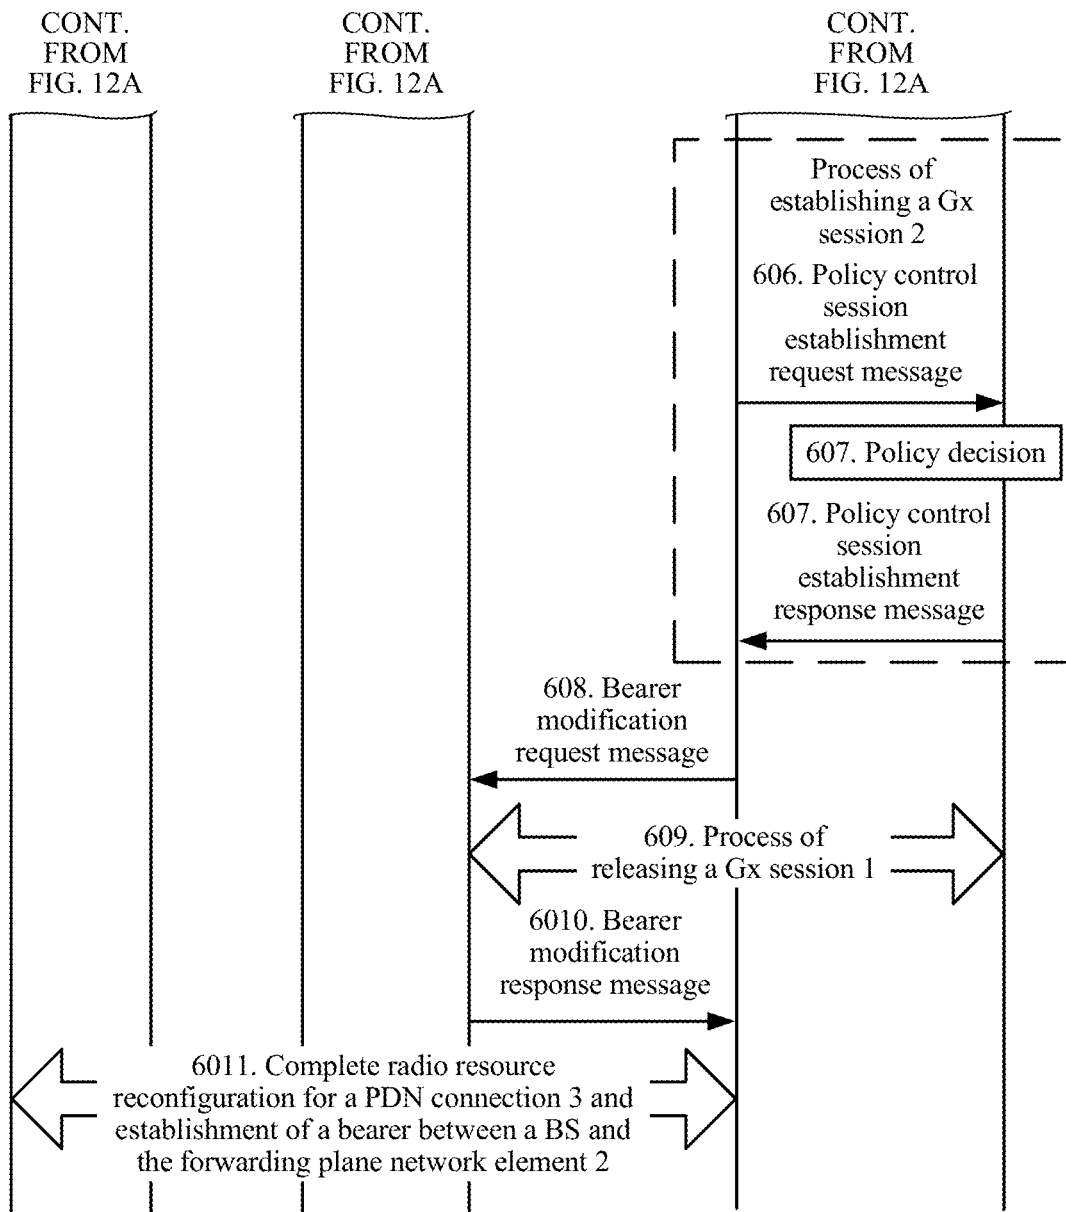 CONT.
FROM
FIG. 12A
CONT.
FROM
FIG. 12A
CONT.
FROM
FIG. 12A
Process of
establishing a Gx
session 2
606. Policy control
session
establishment
request message
607. Policy decision
607. Policy control
session
establishment
response message
608. Bearer
modification
request message
609. Process of
releasing a Gx session 1
6010. Bearer
modification
response message
6011. Complete radio resource
reconfiguration for a PDN connection 3 and
establishment of a bearer between a BS and
the forwarding plane network element 2